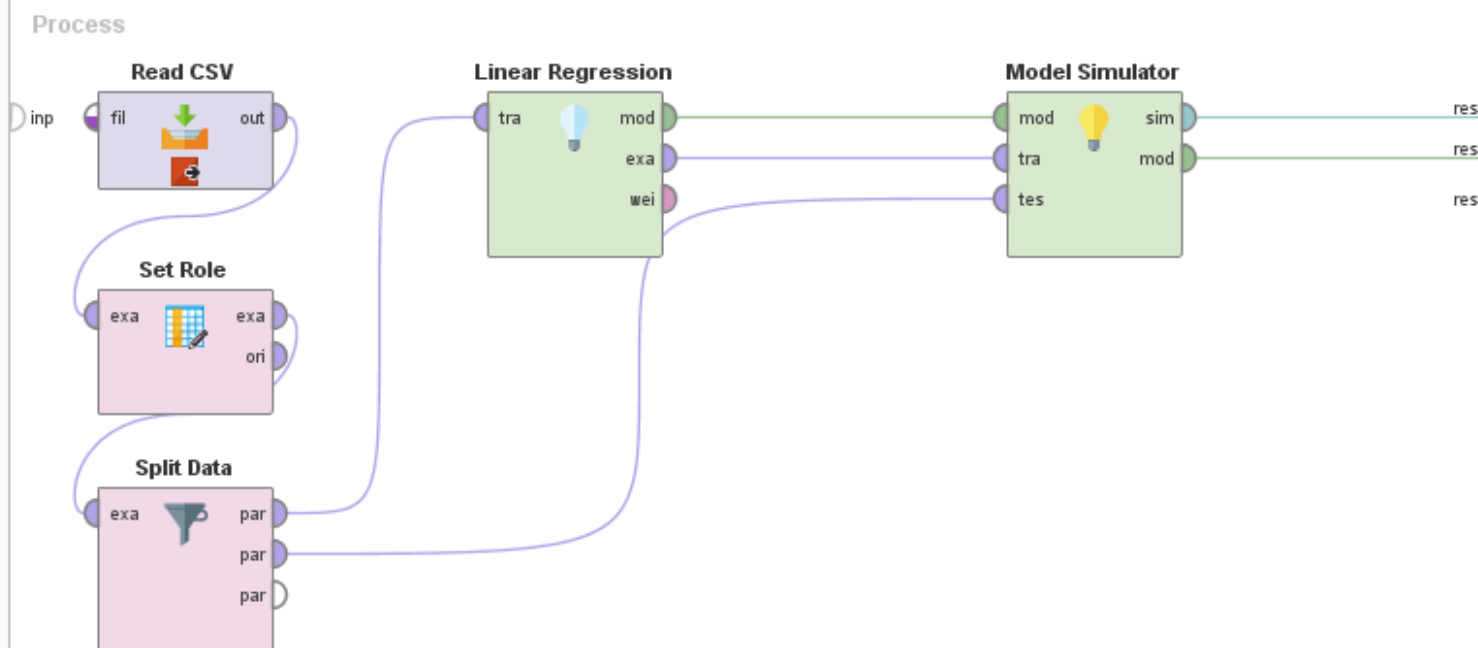 Process
Read CSV
Linear Regression
Model Simulator
inp
fil
out
tra
mod
exa
wei
mod
tra
tes
sim
mod
res
res
res
Set Role
exa
exa
ori
Split Data
exa
par
par
par